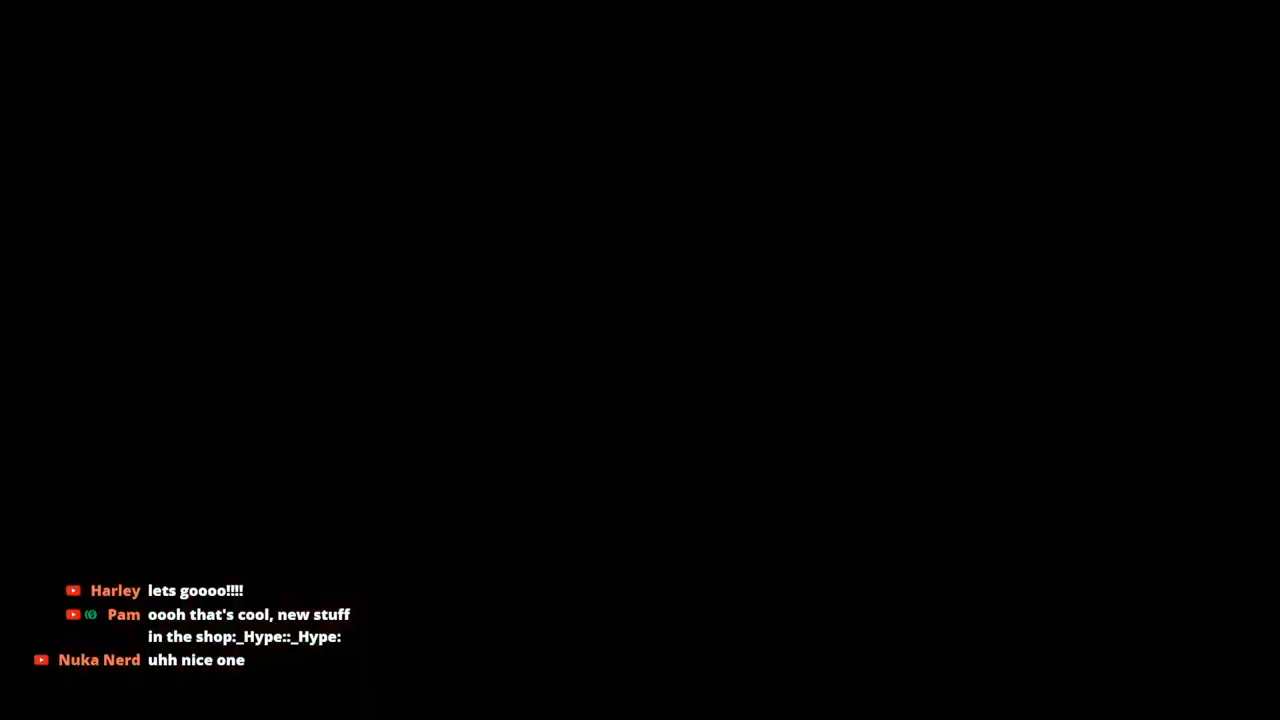 Harley lets goooo!!!!
Pam oooh that's cool, new stuff
in the shop:_Hype::_Hype:
Nuka Nerd uhh nice one